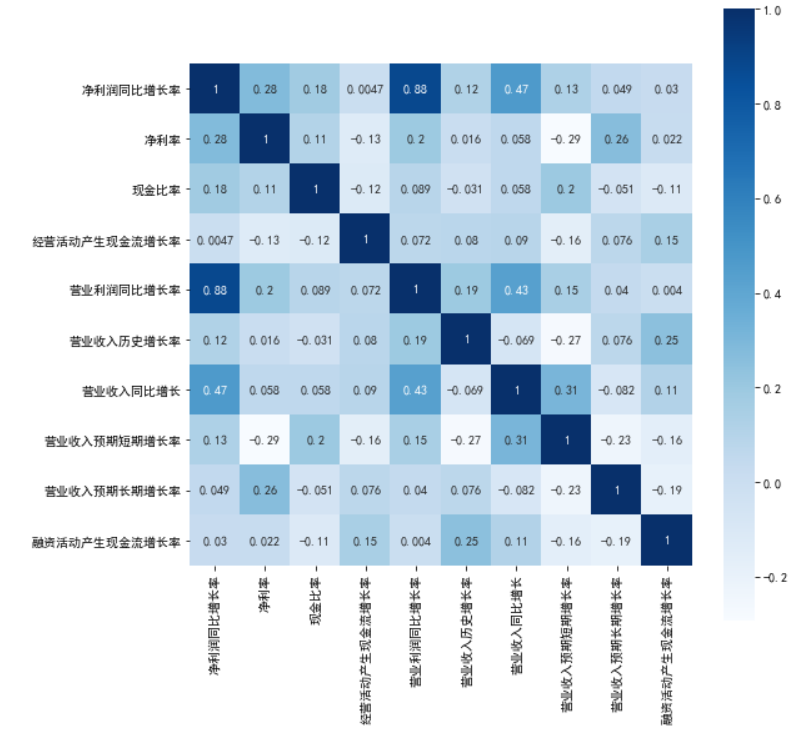 净利润同比增长率 1 0.28 0.18 0.0047 0.88 0.12 0.47 0.13 0.049 0.03
净利率 0.28 1 0.11 -0.13 0.2 0.016 0.058 -0.29 0.26 0.022
现金比率 0.18 0.11 1 -0.12 0.089 -0.031 0.058 0.2 -0.051 -0.11
经营活动产生现金流增长率 0.0047 -0.13 -0.12 1 0.072 0.08 0.09 -0.16 0.076 0.15
营业利润同比增长率 0.88 0.2 0.089 0.072 1 0.19 0.43 0.15 0.04 0.004
营业收入历史增长率 0.12 0.016 -0.031 0.08 0.19 1 -0.069 -0.27 0.076 0.25
营业收入同比增长 0.47 0.058 0.058 0.09 0.43 -0.069 1 0.31 -0.082 0.11
营业收入预期短期增长率 0.13 -0.29 0.2 -0.16 0.15 -0.27 0.31 1 -0.23 -0.16
营业收入预期长期增长率 0.049 0.26 -0.051 0.076 0.04 0.076 -0.082 -0.23 1 -0.19
融资活动产生现金流增长率 0.03 0.022 -0.11 0.15 0.004 0.25 0.11 -0.16 -0.19 1
净利润同比增长率
净利率
现金比率
经营活动产生现金流增长率
营业利润同比增长率
营业收入历史增长率
营业收入同比增长
营业收入预期短期增长率
营业收入预期长期增长率
融资活动产生现金流增长率
1.0
0.8
0.6
0.4
0.2
0.0
-0.2